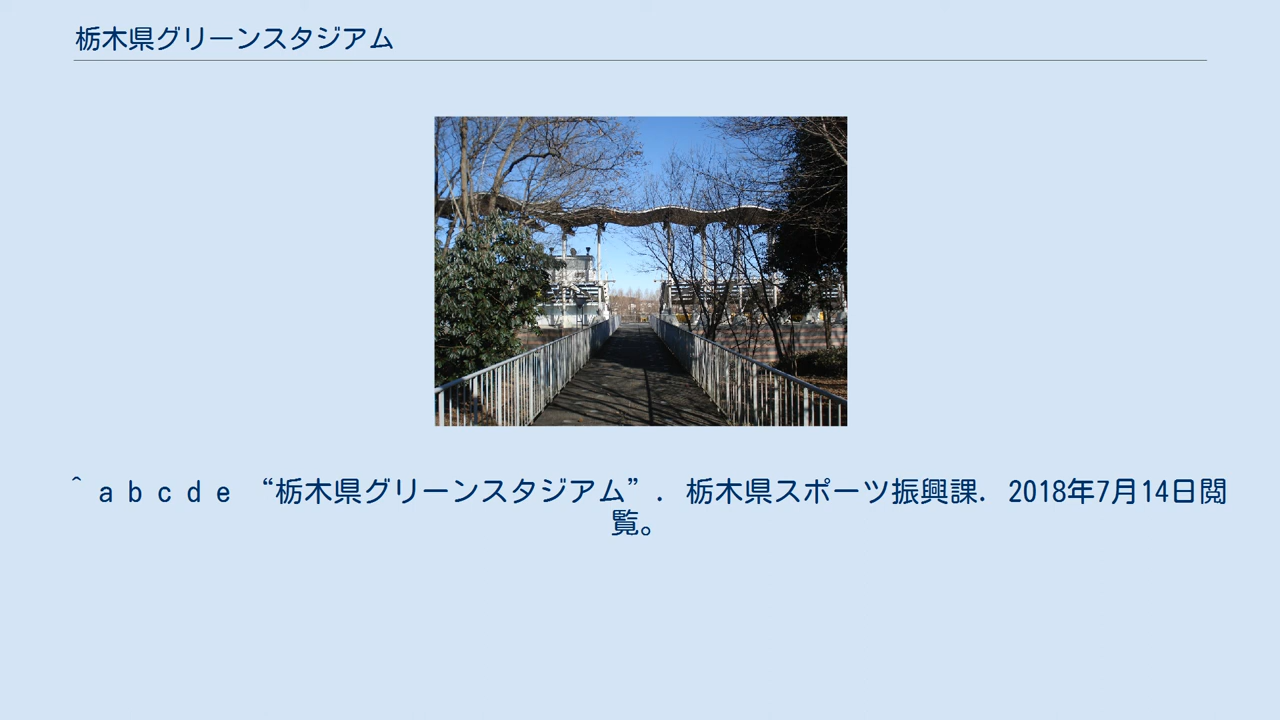 栃木県グリーンスタジアム
^ a b c d e “栃木県グリーンスタジアム”. 栃木県スポーツ振興課. 2018年7月14日閲
覧。